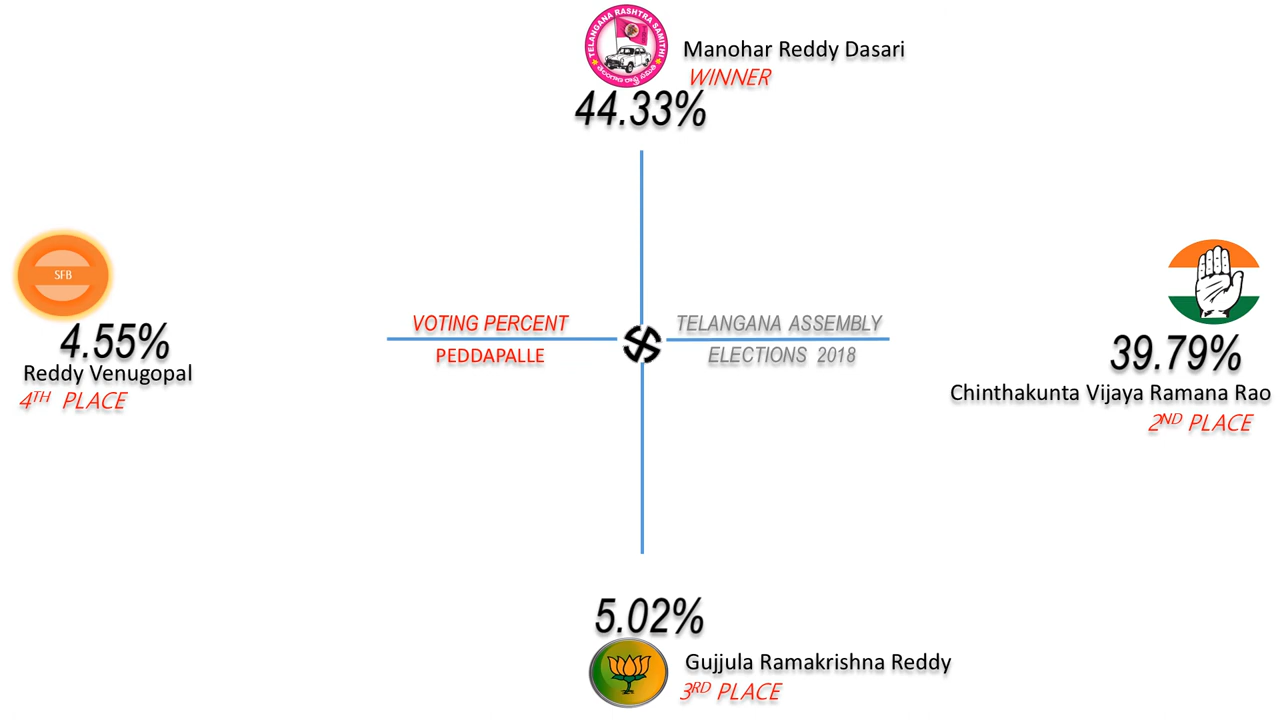 TELANGANA RASHTRA SAMITHI
Manohar Reddy Dasari
WINNER
44.33%
SFB
4.55%
Reddy Venugopal
4TH PLACE
VOTING PERCENT
PEDDAPALLE
TELANGANA ASSEMBLY
ELECTIONS 2018
39.79%
Chinthakunta Vijaya Ramana Rao
2ND PLACE
5.02%
Gujjula Ramakrishna Reddy
3RD PLACE